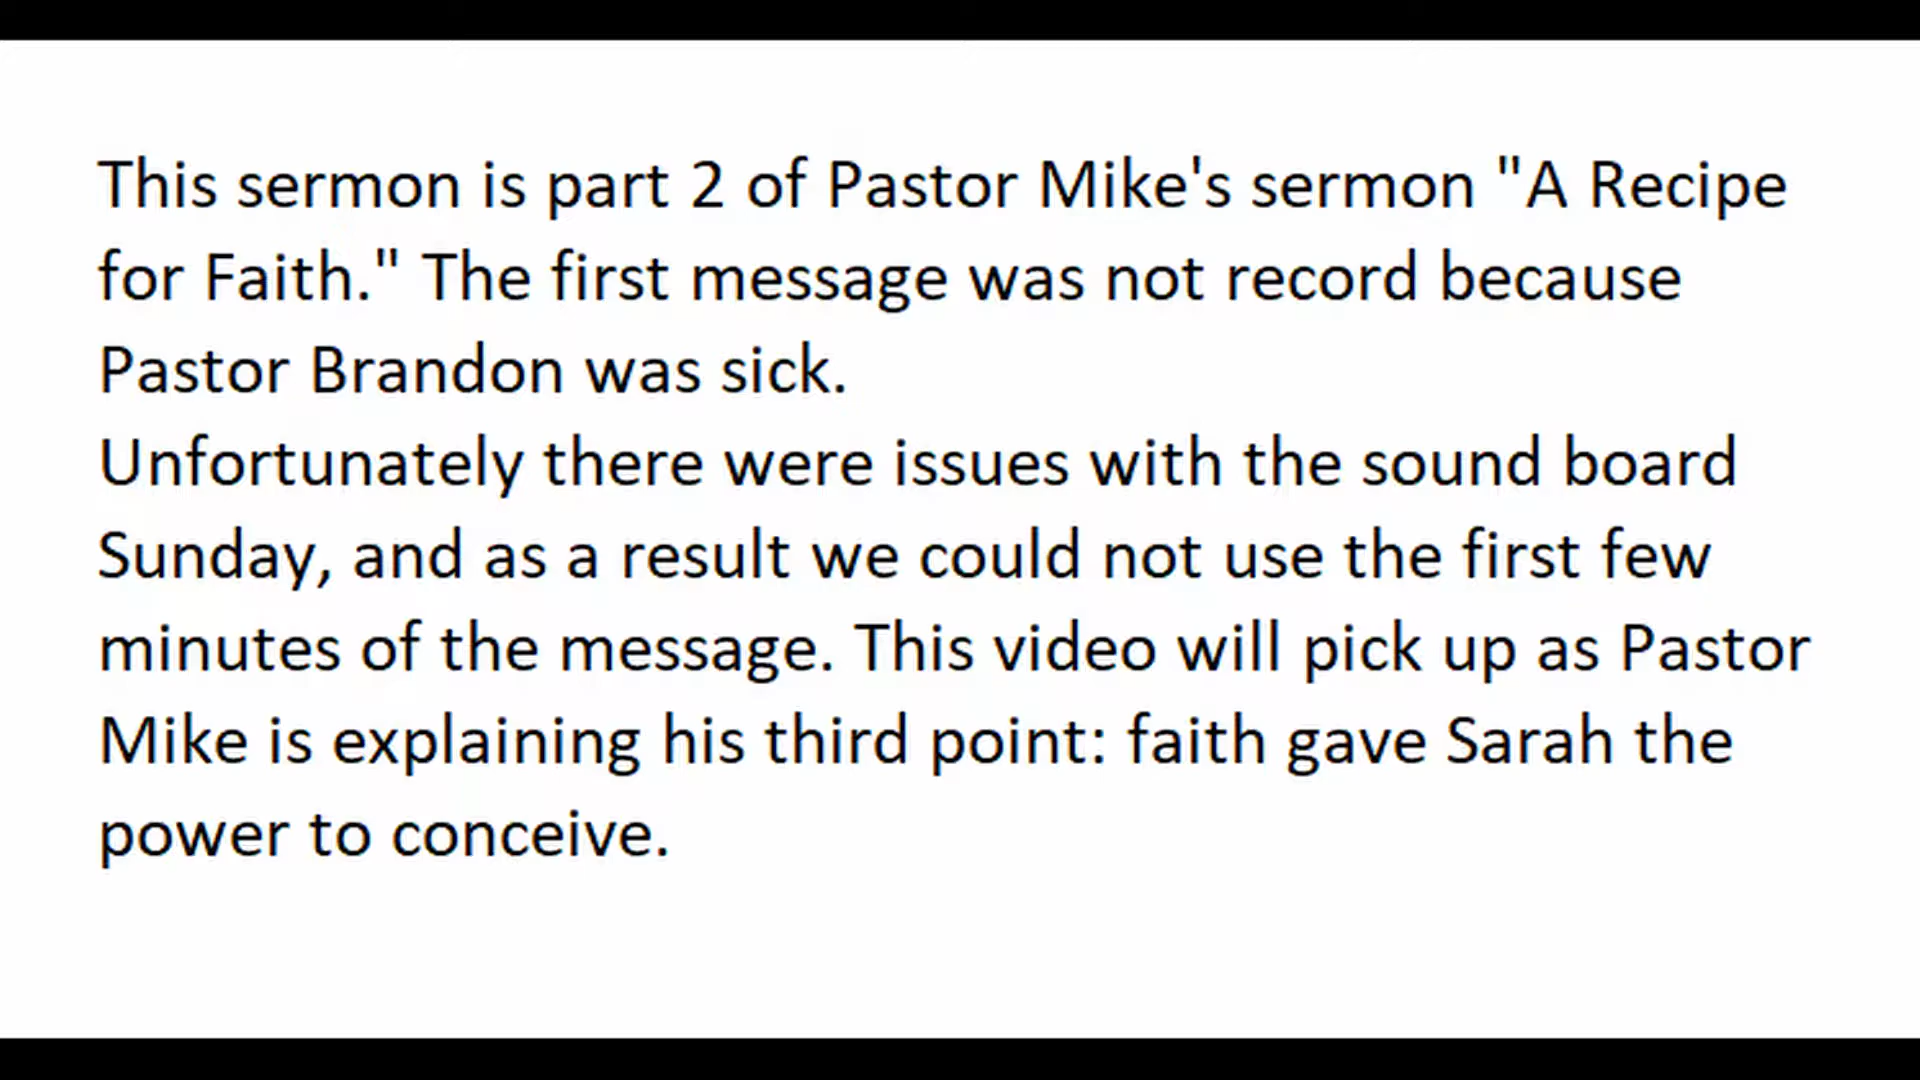 This sermon is part 2 of Pastor Mike's sermon "A Recipe
for Faith." The first message was not record because
Pastor Brandon was sick.
Unfortunately there were issues with the sound board
Sunday, and as a result we could not use the first few
minutes of the message. This video will pick up as Pastor
Mike is explaining his third point: faith gave Sarah the
power to conceive.